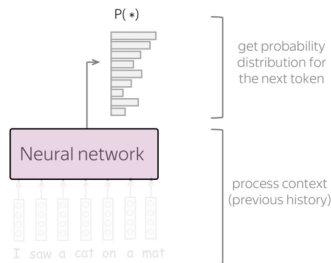 P( * )
get probability
distribution for
the next token
Neural network
process context
(previous history)
I saw a cat on a mat